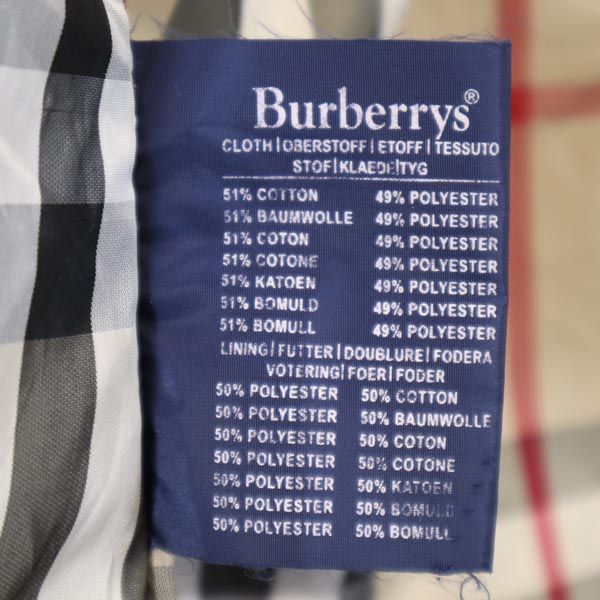 Burberrys®
CLOTH|OBERSTOFF|ETOFF|TESSUTO
STOF|KLAEDE|TYG
51% COTTON 49% POLYESTER
51% BAUMWOLLE 49% POLYESTER
51% COTON 49% POLYESTER
51% COTONE 49% POLYESTER
51% KATOEN 49% POLYESTER
51% BOMULD 49% POLYESTER
51% BOMULL 49% POLYESTER
LINING|FUTTER|DOUBLURE|FODERA
VOTERING|FOER|FODER
50% POLYESTER 50% COTTON
50% POLYESTER 50% BAUMWOLLE
50% POLYESTER 50% COTON
50% POLYESTER 50% COTONE
50% POLYESTER 50% KATOEN
50% POLYESTER 50% BOMULD
50% POLYESTER 50% BOMULL